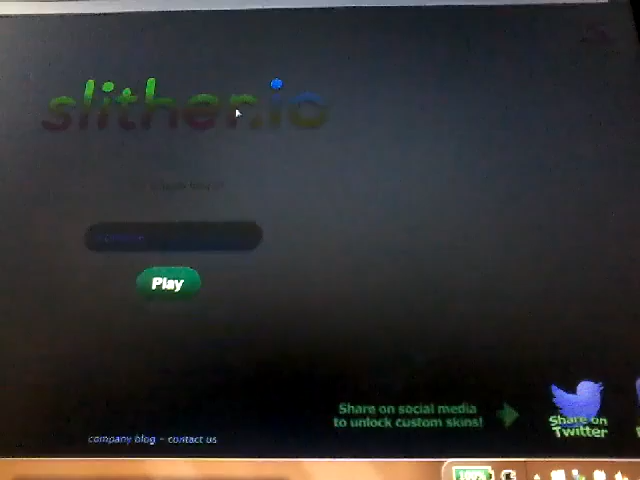 slither.io
Play
Share on social media
to unlock custom skins!
Share on
Twitter
company blog - contact us